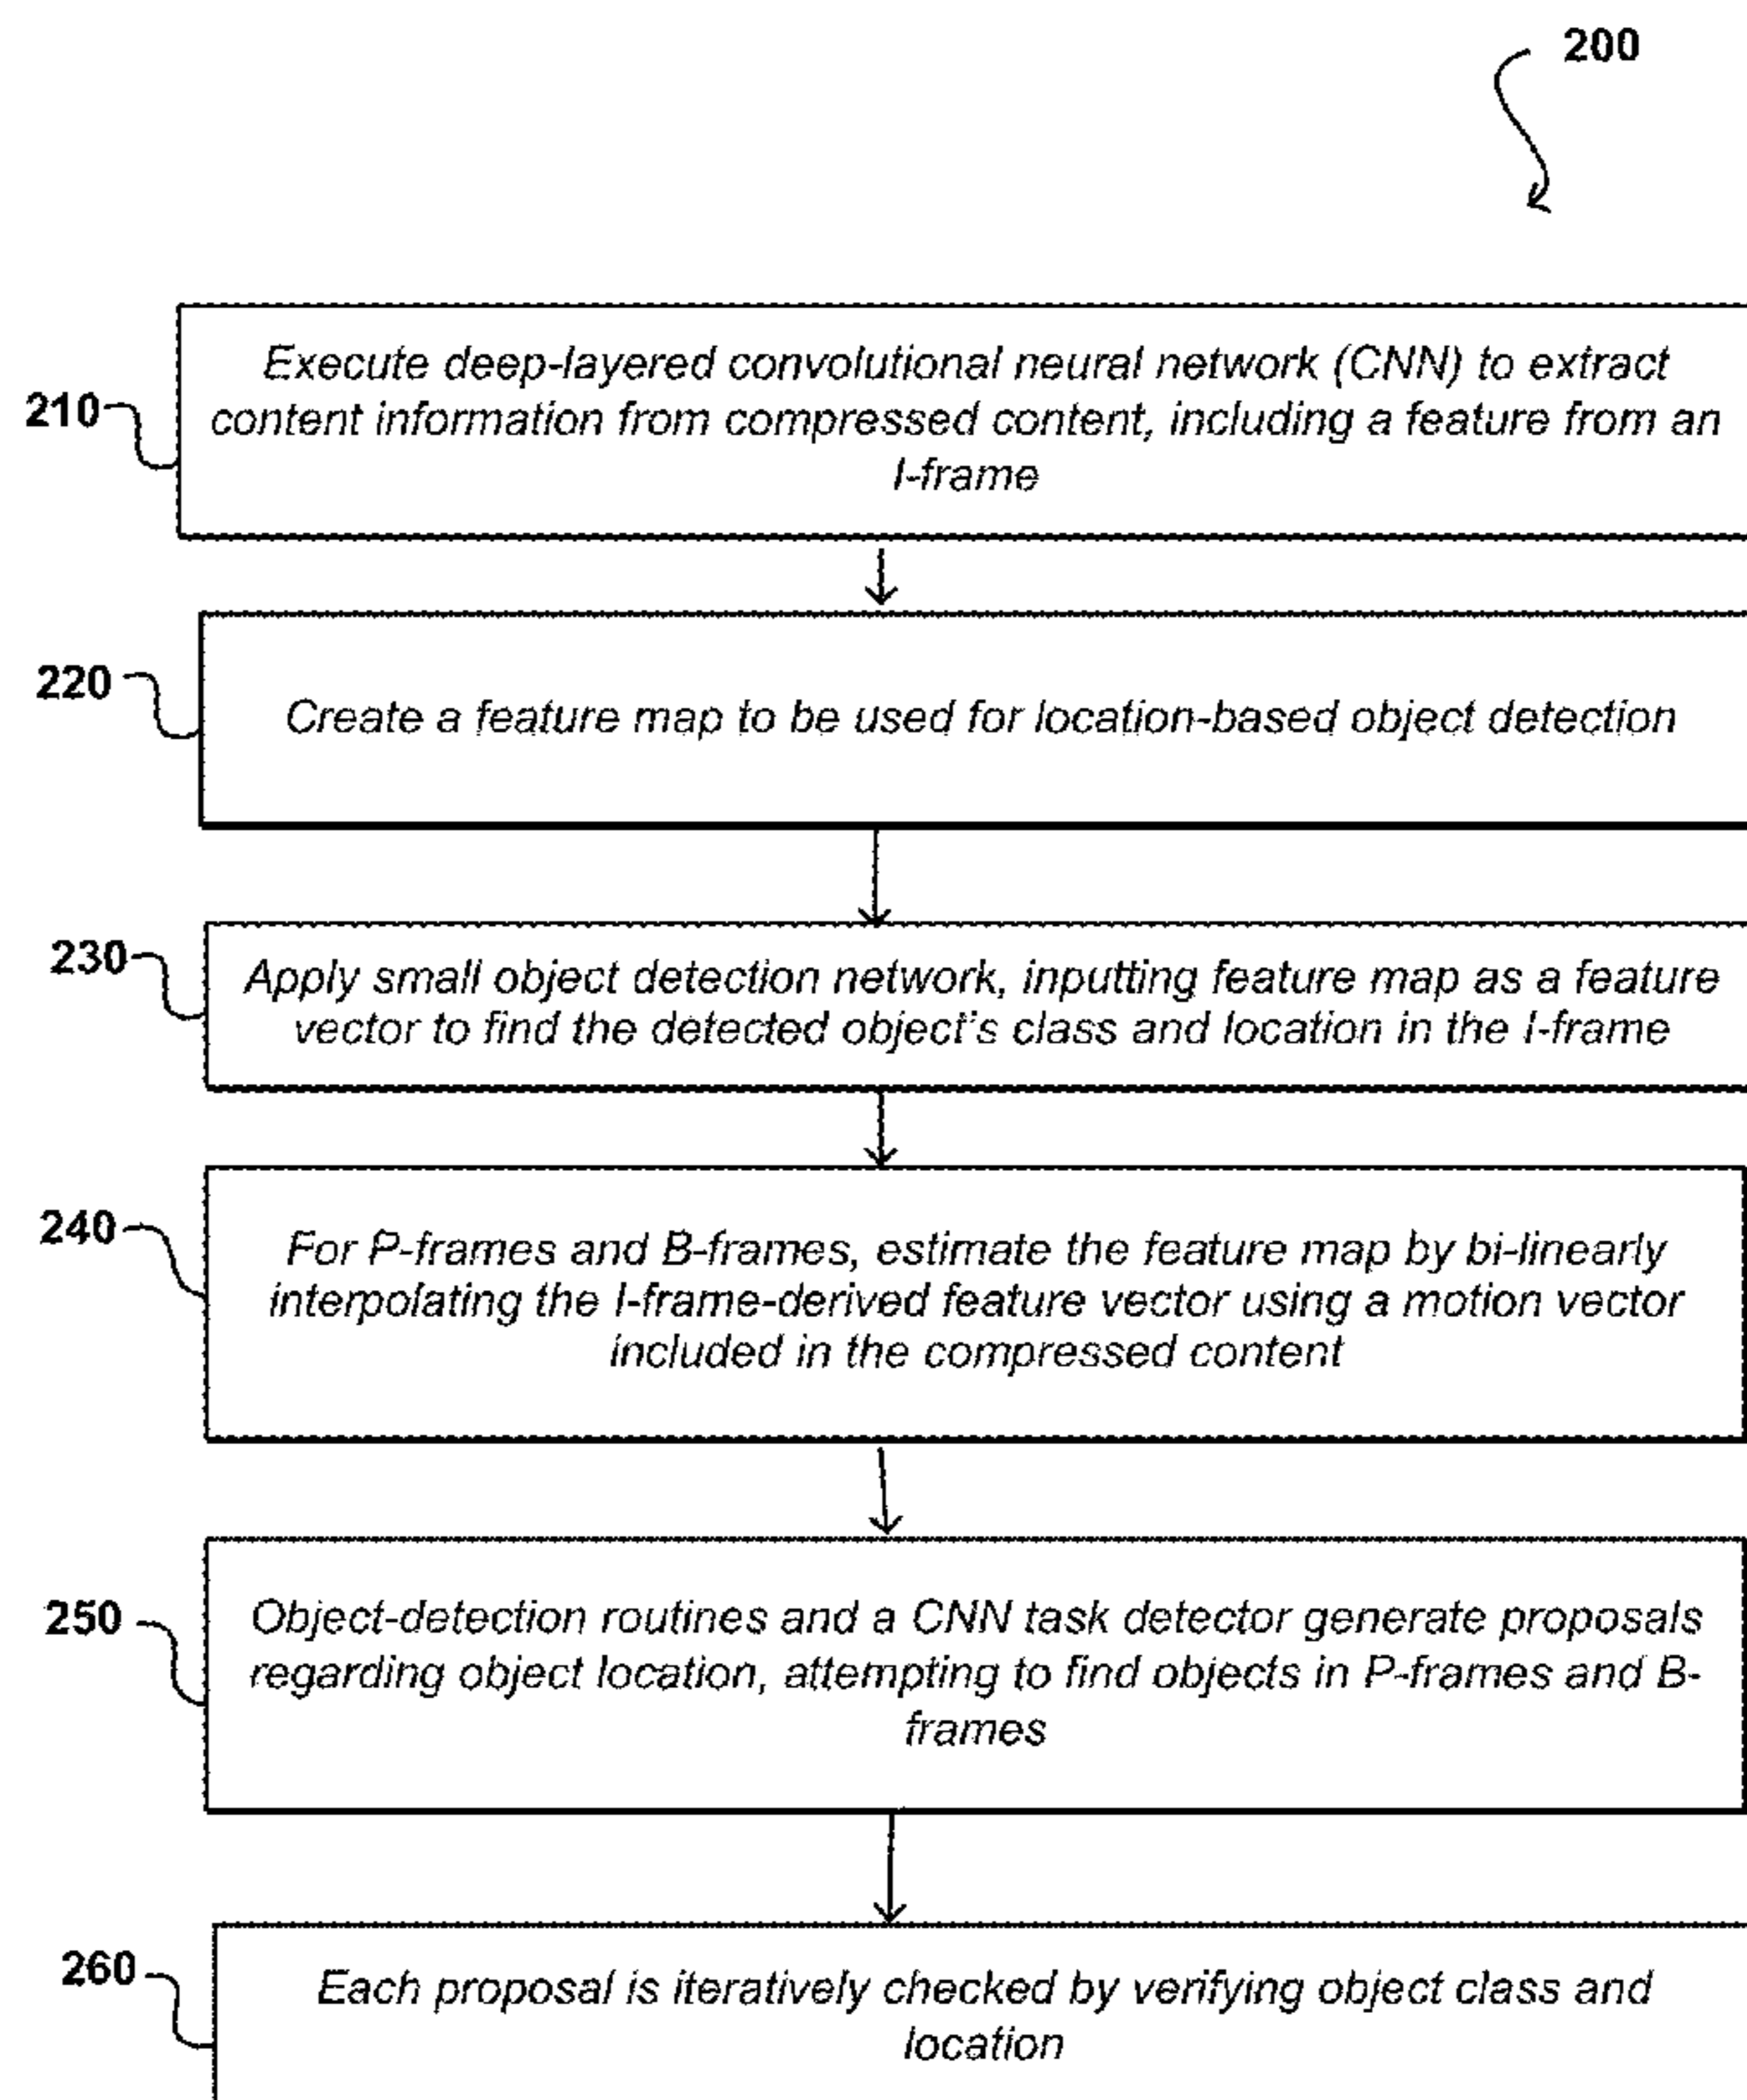 200
210
Execute deep-layered convolutional neural network (CNN) to extract
content information from compressed content, including a feature from an
I-frame
220
Create a feature map to be used for location-based object detection
230
Apply small object detection network, inputting feature map as a feature
vector to find the detected object's class and location in the I-frame
240
For P-frames and B-frames, estimate the feature map by bi-linearly
interpolating the I-frame-derived feature vector using a motion vector
included in the compressed content
250
Object-detection routines and a CNN task detector generate proposals
regarding object location, attempting to find objects in P-frames and B-
frames
260
Each proposal is iteratively checked by verifying object class and
location